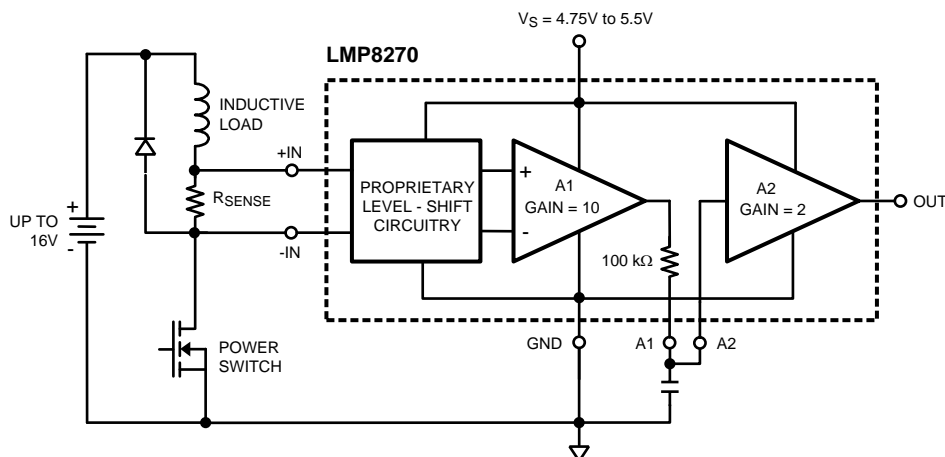 V_S = 4.75V to 5.5V
LMP8270
INDUCTIVE
LOAD
+IN
R_SENSE
-IN
UP TO
16V
+
-
PROPRIETARY
LEVEL - SHIFT
CIRCUITRY
+
-
A1
GAIN = 10
A2
GAIN = 2
OUT
100 kΩ
POWER
SWITCH
GND
A1
A2